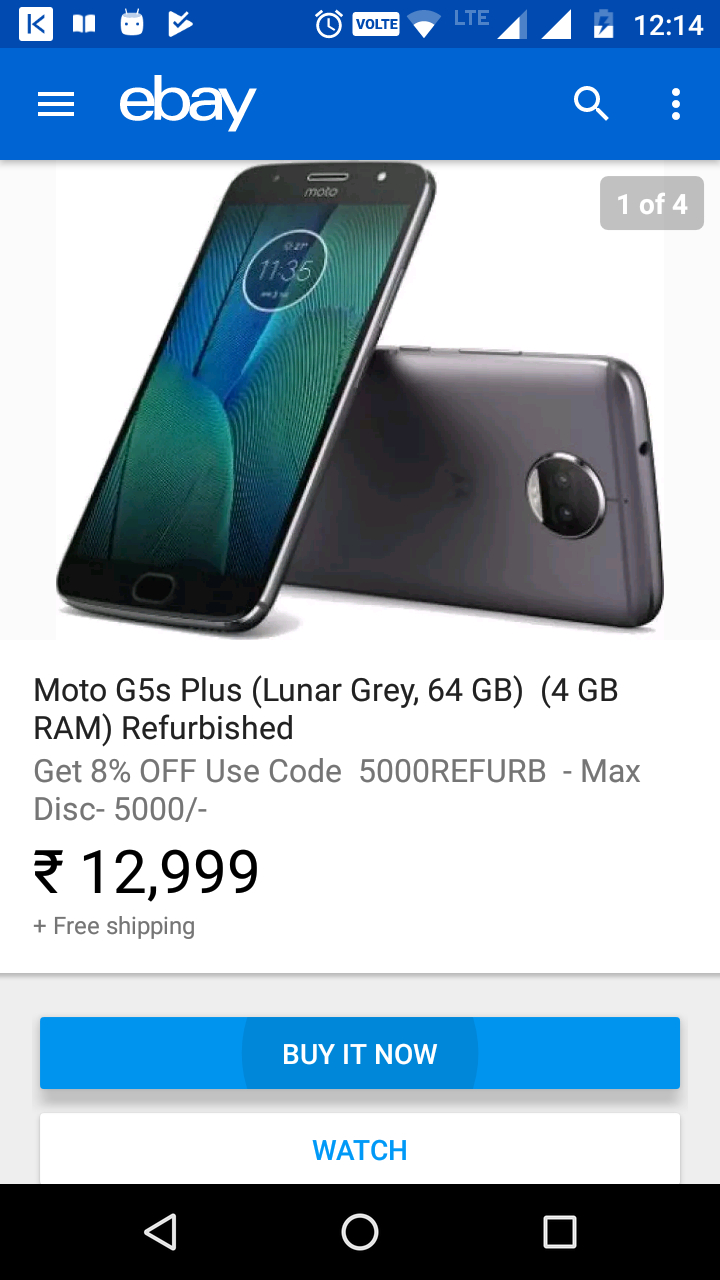 VOLTE LTE 12:14
ebay
1 of 4
moto
11:35
Moto G5s Plus (Lunar Grey, 64 GB)  (4 GB
RAM) Refurbished
Get 8% OFF Use Code  5000REFURB  - Max
Disc- 5000/-
₹ 12,999
+ Free shipping
BUY IT NOW
WATCH